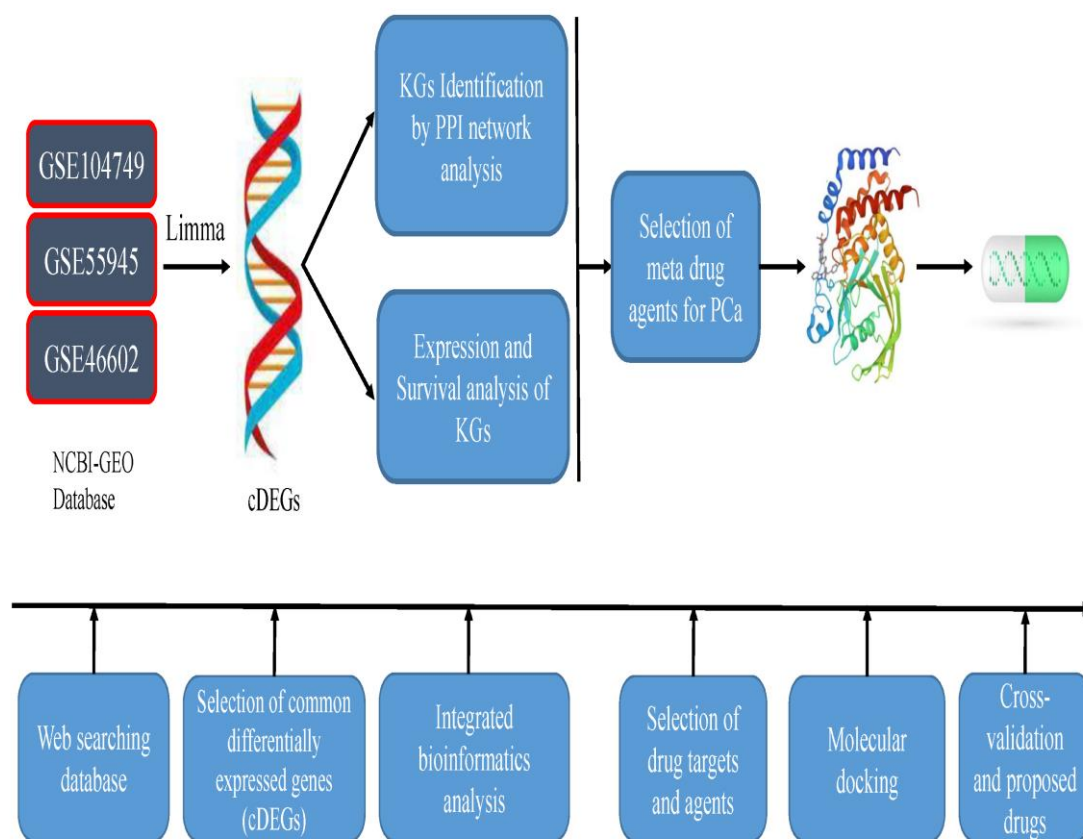 GSE104749
GSE55945
GSE46602
NCBI-GEO
Database
Limma
cDEGs
KGs Identification
by PPI network
analysis
Expression and
Survival analysis of
KGs
Selection of
meta drug
agents for PCa
Web searching
database
Selection of common
differentially
expressed genes
(cDEGs)
Integrated
bioinformatics
analysis
Selection of
drug targets
and agents
Molecular
docking
Cross-
validation
and proposed
drugs